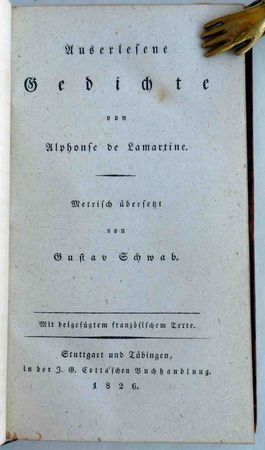 Auserlesene
Gedichte
von
Alphonse de Lamartine.
Metrisch übersetzt
von
Gustav Schwab.
Mit beigefügtem französischem Texte.
Stuttgart und Tübingen,
in der J. G. Cotta'schen Buchhandlung.
1826.